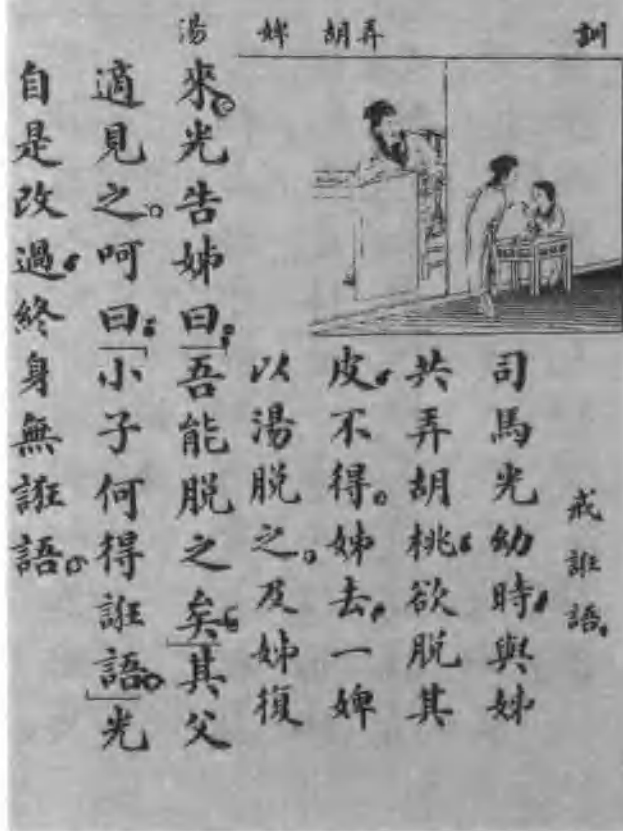 訓 弄 胡 婢 湯
戒誑語。
司馬光幼時，與姊
共弄胡桃，欲脱其
皮，不得。姊去，一婢
以湯脱之。及姊復
來。光告姊曰：「吾能脱之矣。」其父
適見之。呵曰：「小子何得誑語。」光
自是改過，終身無誑語。